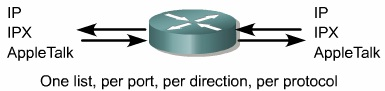 IP
IPX
AppleTalk
IP
IPX
AppleTalk
One list, per port, per direction, per protocol